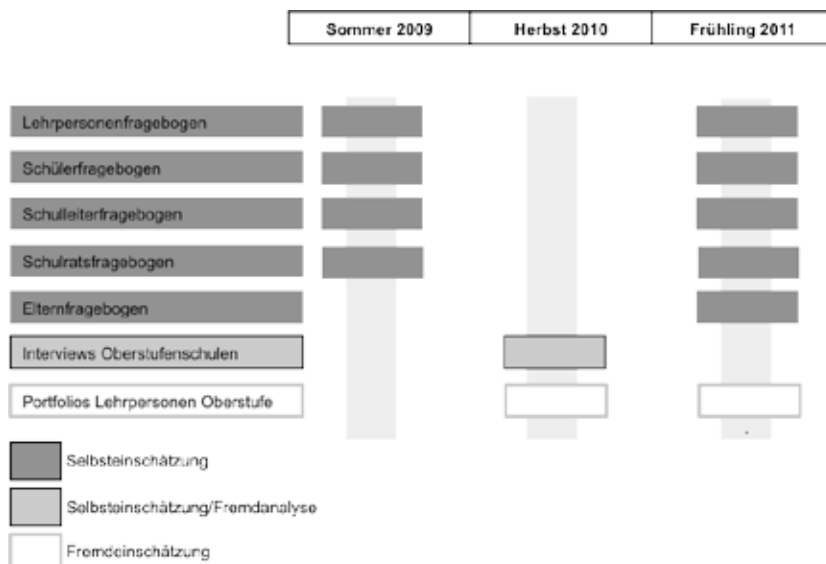 Sommer 2009 Herbst 2010 Frühling 2011
Lehrpersonenfragebogen
Schülerfragebogen
Schulleiterfragebogen
Schulratsfragebogen
Elternfragebogen
Interviews Oberstufenschulen
Portfolios Lehrpersonen Oberstufe
Selbsteinschätzung
Selbsteinschätzung/Fremdanalyse
Fremdeinschätzung